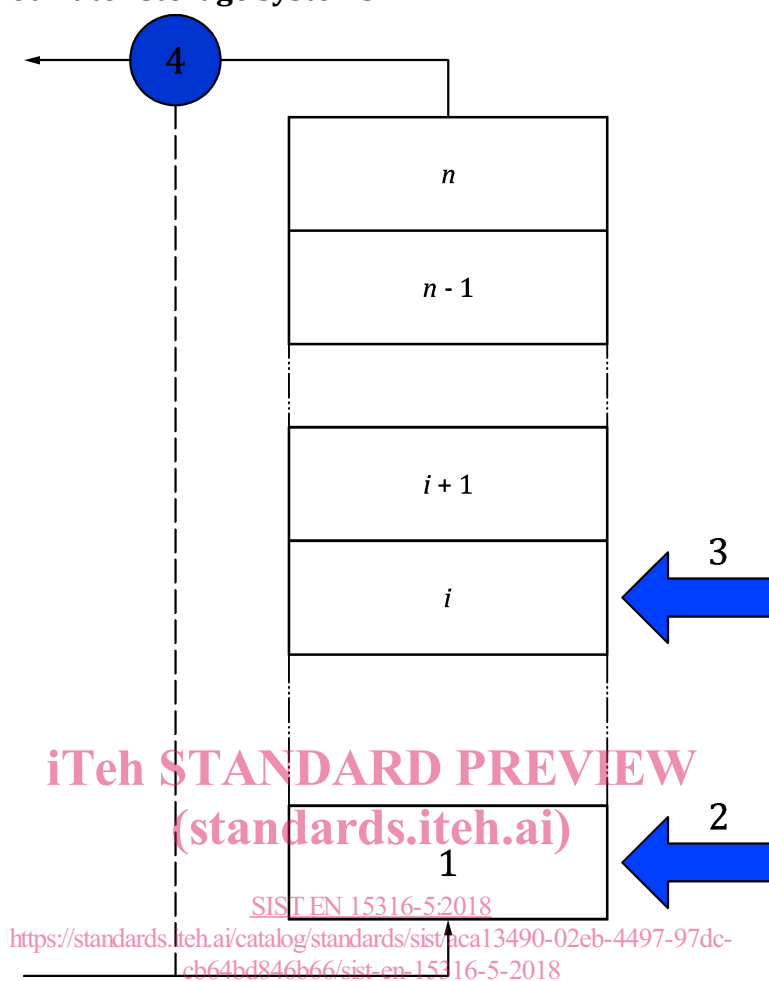 4
n
n - 1
i + 1
3
i
iTeh STANDARD PREVIEW
2
(standards.iteh.ai)
1
SIST EN 15316-5:2018
https://standards.iteh.ai/catalog/standards/sist/aca13490-02eb-4497-97dc-
cb64bd846b66/sist-en-15316-5-2018